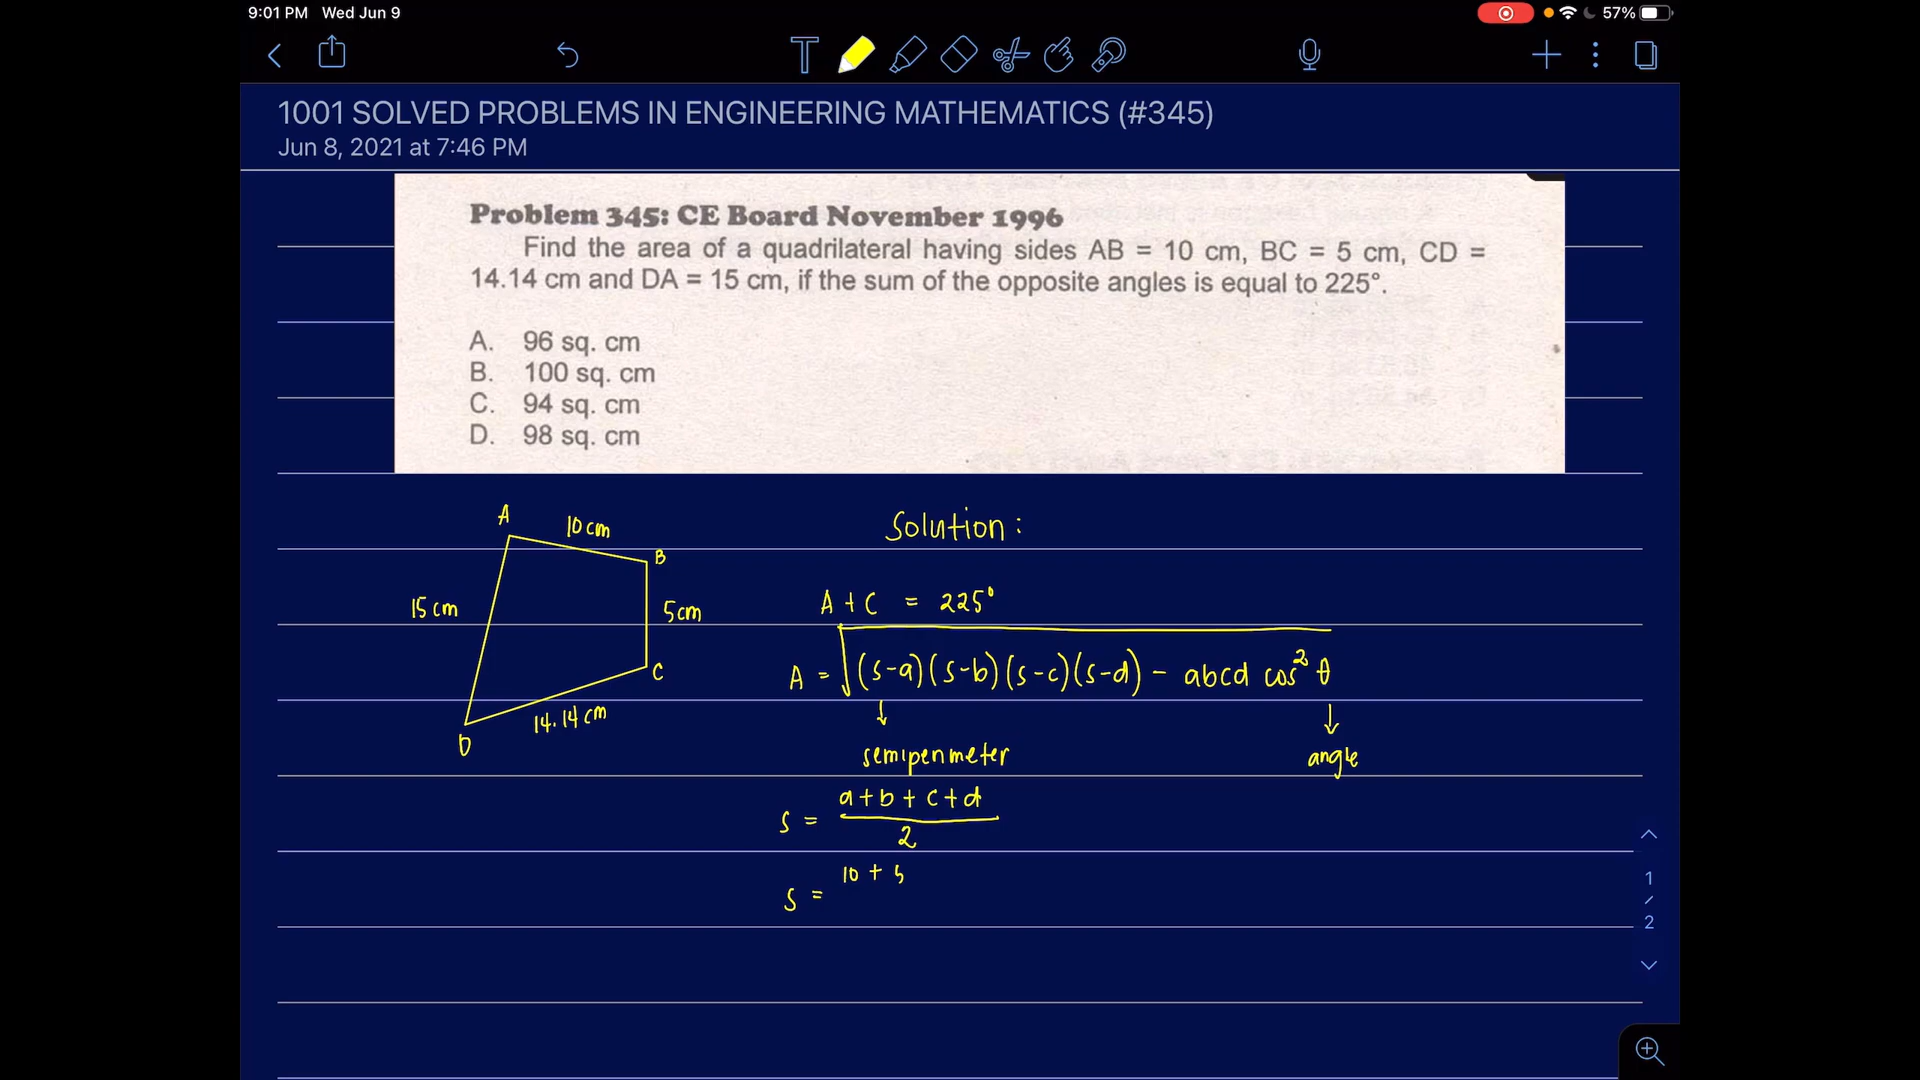 9:01 PM Wed Jun 9
57%
1001 SOLVED PROBLEMS IN ENGINEERING MATHEMATICS (#345)
Jun 8, 2021 at 7:46 PM
Problem 345: CE Board November 1996
Find the area of a quadrilateral having sides AB = 10 cm, BC = 5 cm, CD =
14.14 cm and DA = 15 cm, if the sum of the opposite angles is equal to 225°.
A. 96 sq. cm
B. 100 sq. cm
C. 94 sq. cm
D. 98 sq. cm
A
10 cm
B
15 cm
5 cm
C
14.14 cm
D
Solution:
A + C = 225°
A = √(s-a)(s-b)(s-c)(s-d) - abcd cos² θ
↓
semiperimeter
↓
angle
s = a+b+c+d / 2
s = 10 + 5
1
/
2